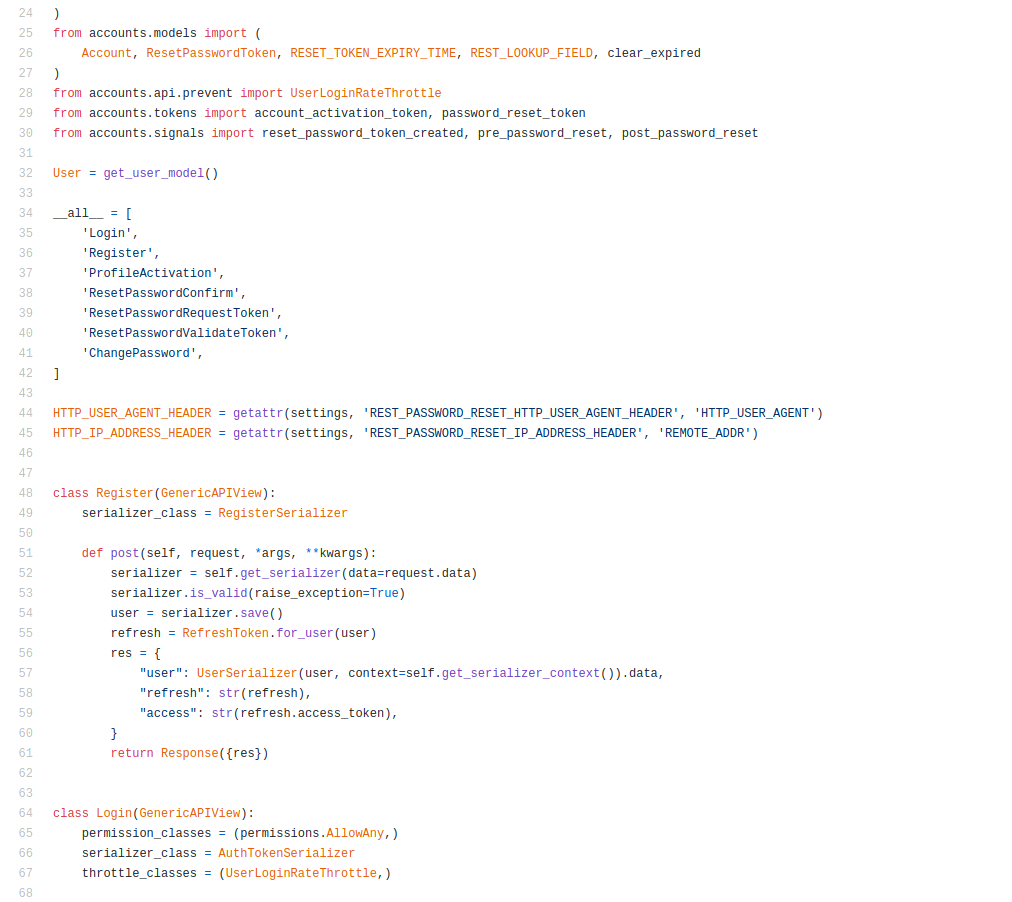 24 )
25 from accounts.models import (
26     Account, ResetPasswordToken, RESET_TOKEN_EXPIRY_TIME, REST_LOOKUP_FIELD, clear_expired
27 )
28 from accounts.api.prevent import UserLoginRateThrottle
29 from accounts.tokens import account_activation_token, password_reset_token
30 from accounts.signals import reset_password_token_created, pre_password_reset, post_password_reset
31
32 User = get_user_model()
33
34 __all__ = [
35     'Login',
36     'Register',
37     'ProfileActivation',
38     'ResetPasswordConfirm',
39     'ResetPasswordRequestToken',
40     'ResetPasswordValidateToken',
41     'ChangePassword',
42 ]
43
44 HTTP_USER_AGENT_HEADER = getattr(settings, 'REST_PASSWORD_RESET_HTTP_USER_AGENT_HEADER', 'HTTP_USER_AGENT')
45 HTTP_IP_ADDRESS_HEADER = getattr(settings, 'REST_PASSWORD_RESET_IP_ADDRESS_HEADER', 'REMOTE_ADDR')
46
47
48 class Register(GenericAPIView):
49     serializer_class = RegisterSerializer
50
51     def post(self, request, *args, **kwargs):
52         serializer = self.get_serializer(data=request.data)
53         serializer.is_valid(raise_exception=True)
54         user = serializer.save()
55         refresh = RefreshToken.for_user(user)
56         res = {
57             "user": UserSerializer(user, context=self.get_serializer_context()).data,
58             "refresh": str(refresh),
59             "access": str(refresh.access_token),
60         }
61         return Response({res})
62
63
64 class Login(GenericAPIView):
65     permission_classes = (permissions.AllowAny,)
66     serializer_class = AuthTokenSerializer
67     throttle_classes = (UserLoginRateThrottle,)
68